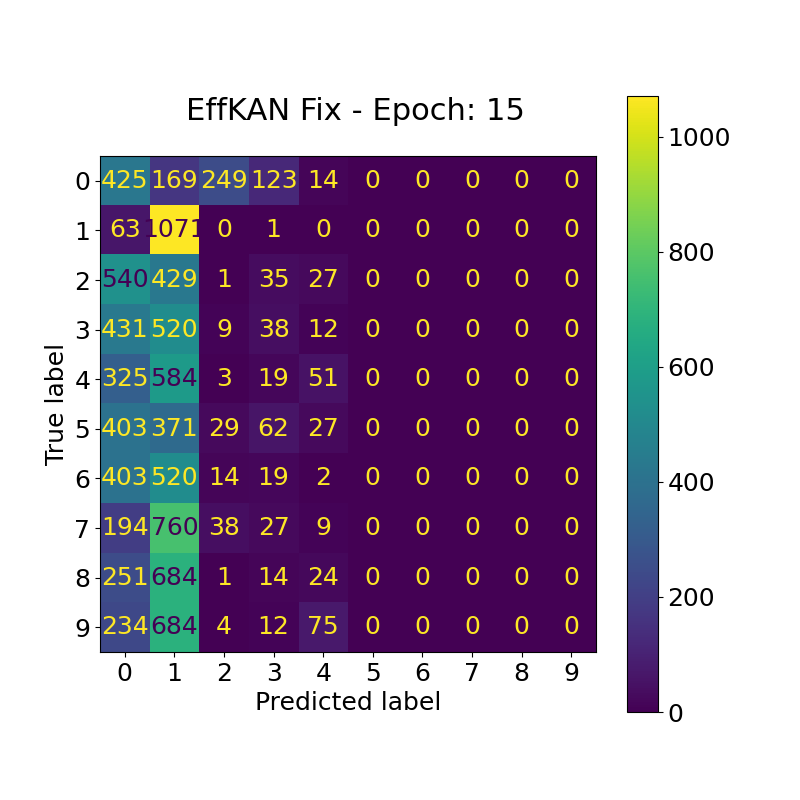 EffKAN Fix - Epoch: 15
0 425 169 249 123 14 0 0 0 0 0
1 63 1071 0 1 0 0 0 0 0 0
2 540 429 1 35 27 0 0 0 0 0
3 431 520 9 38 12 0 0 0 0 0
4 325 584 3 19 51 0 0 0 0 0
5 403 371 29 62 27 0 0 0 0 0
6 403 520 14 19 2 0 0 0 0 0
7 194 760 38 27 9 0 0 0 0 0
8 251 684 1 14 24 0 0 0 0 0
9 234 684 4 12 75 0 0 0 0 0
0 1 2 3 4 5 6 7 8 9
Predicted label
True label
1000
800
600
400
200
0